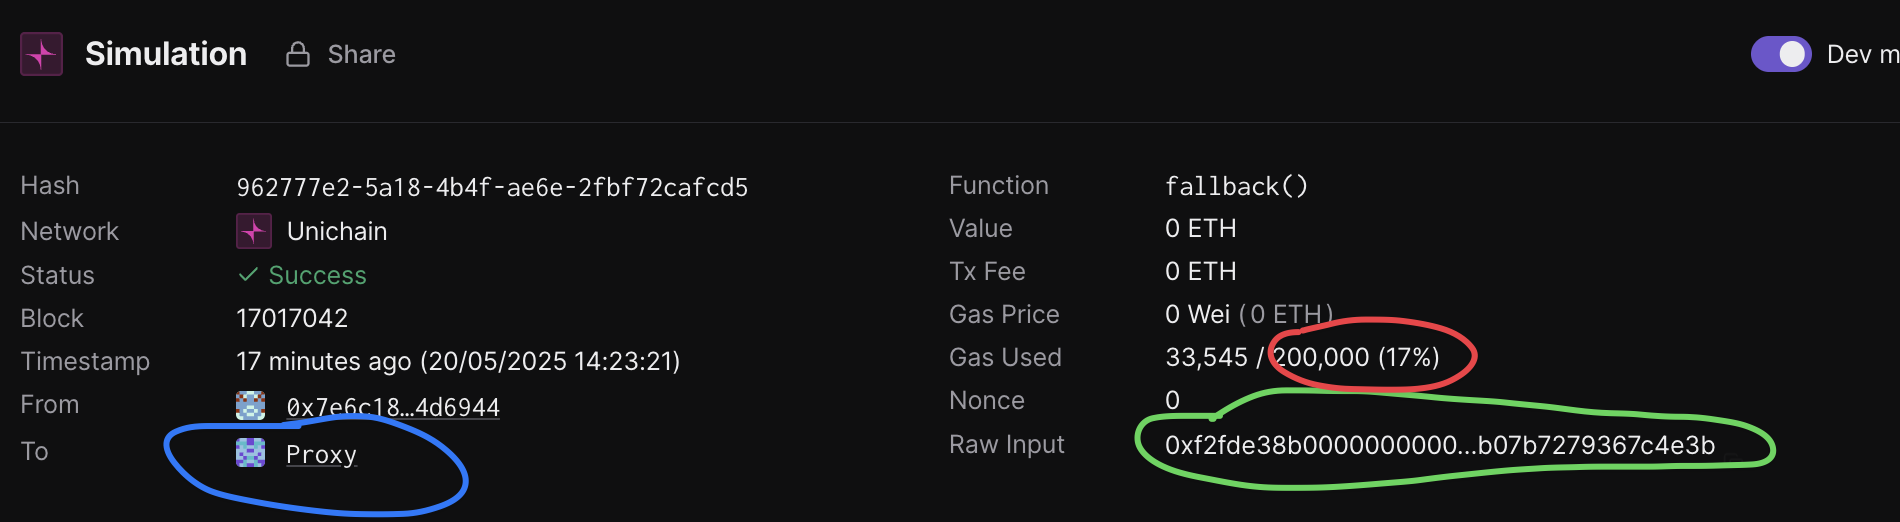 Simulation Share Dev m
Hash 962777e2-5a18-4b4f-ae6e-2fbf72cafcd5
Network Unichain
Status Success
Block 17017042
Timestamp 17 minutes ago (20/05/2025 14:23:21)
From 0x7e6c18…4d6944
To Proxy
Function fallback()
Value 0 ETH
Tx Fee 0 ETH
Gas Price 0 Wei (0 ETH)
Gas Used 33,545 / 200,000 (17%)
Nonce 0
Raw Input 0xf2fde38b0000000000...b07b7279367c4e3b